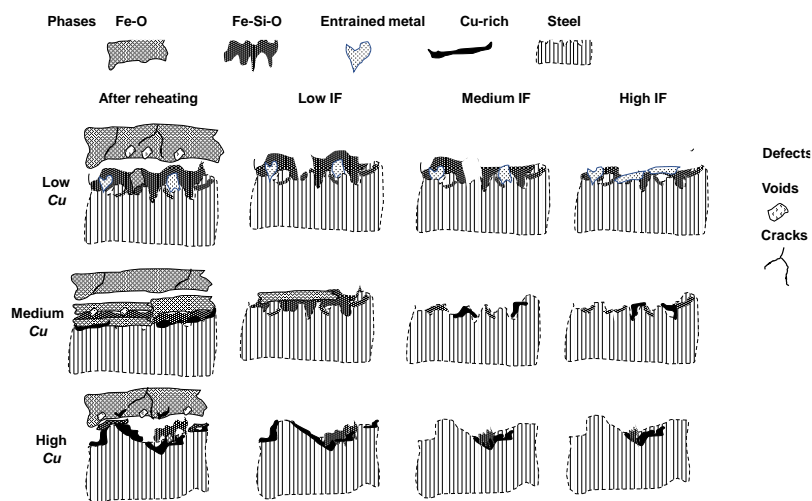 Phases Fe-O Fe-Si-O Entrained metal Cu-rich Steel
After reheating Low IF Medium IF High IF
Low
Cu
Medium
Cu
High
Cu
Defects
Voids
Cracks